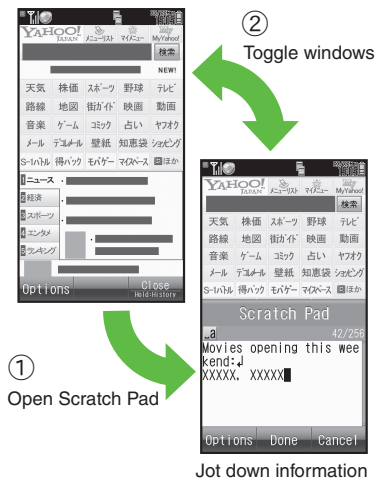 YAHOO!
JAPAN
メニューリスト マイメニュー My Yahoo!
検索
NEW!
天気 株価 スポーツ 野球 テレビ
路線 地図 街ガイド 映画 動画
音楽 ゲーム コミック 占い ヤフオク
メール デコメール 壁紙 知恵袋 ショッピング
S-1バトル 得パック モバゲー マイスペース ほか
1ニュース
2経済
3スポーツ
4エンタメ
5ランキング
Options Close
Hold:History
②
Toggle windows
①
Open Scratch Pad
YAHOO!
JAPAN
メニューリスト マイメニュー My Yahoo!
検索
天気 株価 スポーツ 野球 テレビ
路線 地図 街ガイド 映画 動画
音楽 ゲーム コミック 占い ヤフオク
メール デコメール 壁紙 知恵袋 ショッピング
S-1バトル 得パック モバゲー マイスペース ほか
Scratch Pad
_a 42/256
Movies opening this wee
kend:↲
XXXXX, XXXXX
Options Done Cancel
Jot down information